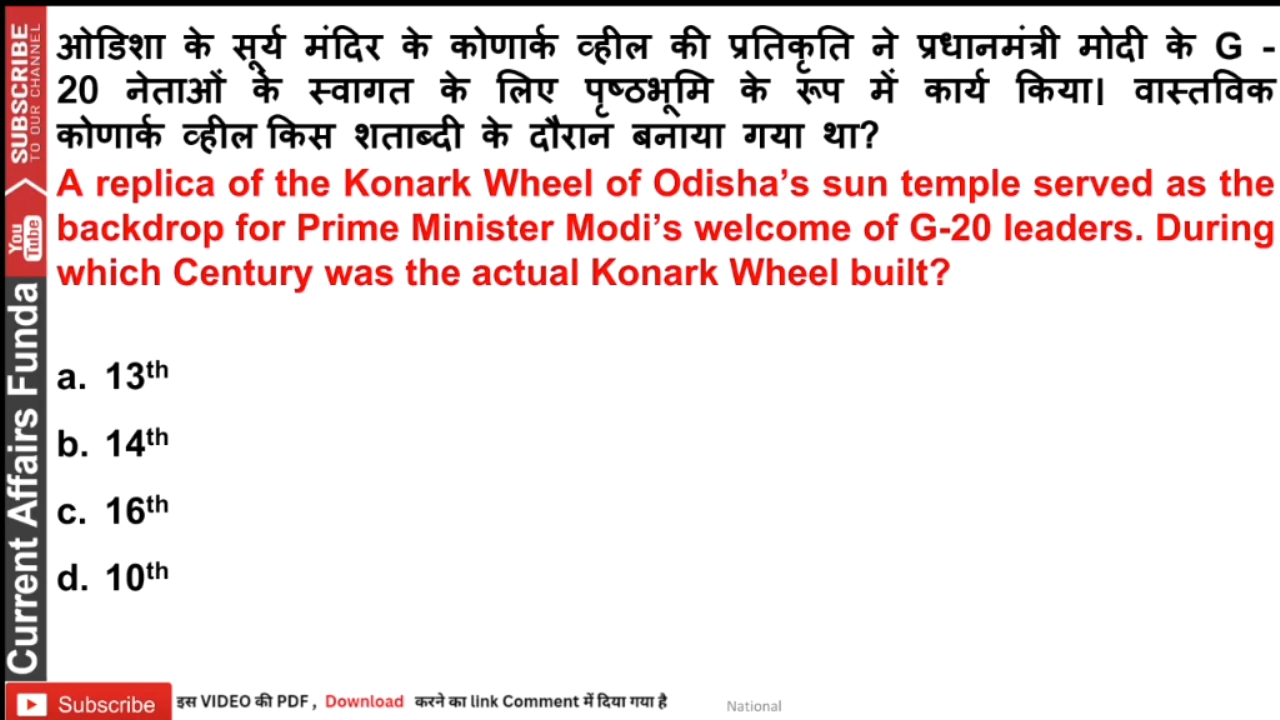 ओडिशा के सूर्य मंदिर के कोणार्क व्हील की प्रतिकृति ने प्रधानमंत्री मोदी के G -
20 नेताओं के स्वागत के लिए पृष्ठभूमि के रूप में कार्य किया। वास्तविक
कोणार्क व्हील किस शताब्दी के दौरान बनाया गया था?
A replica of the Konark Wheel of Odisha’s sun temple served as the
backdrop for Prime Minister Modi’s welcome of G-20 leaders. During
which Century was the actual Konark Wheel built?
a. 13th
b. 14th
c. 16th
d. 10th
SUBSCRIBE
TO OUR CHANNEL
You
Tube
Current Affairs Funda
Subscribe
इस VIDEO की PDF , Download करने का link Comment में दिया गया है
National